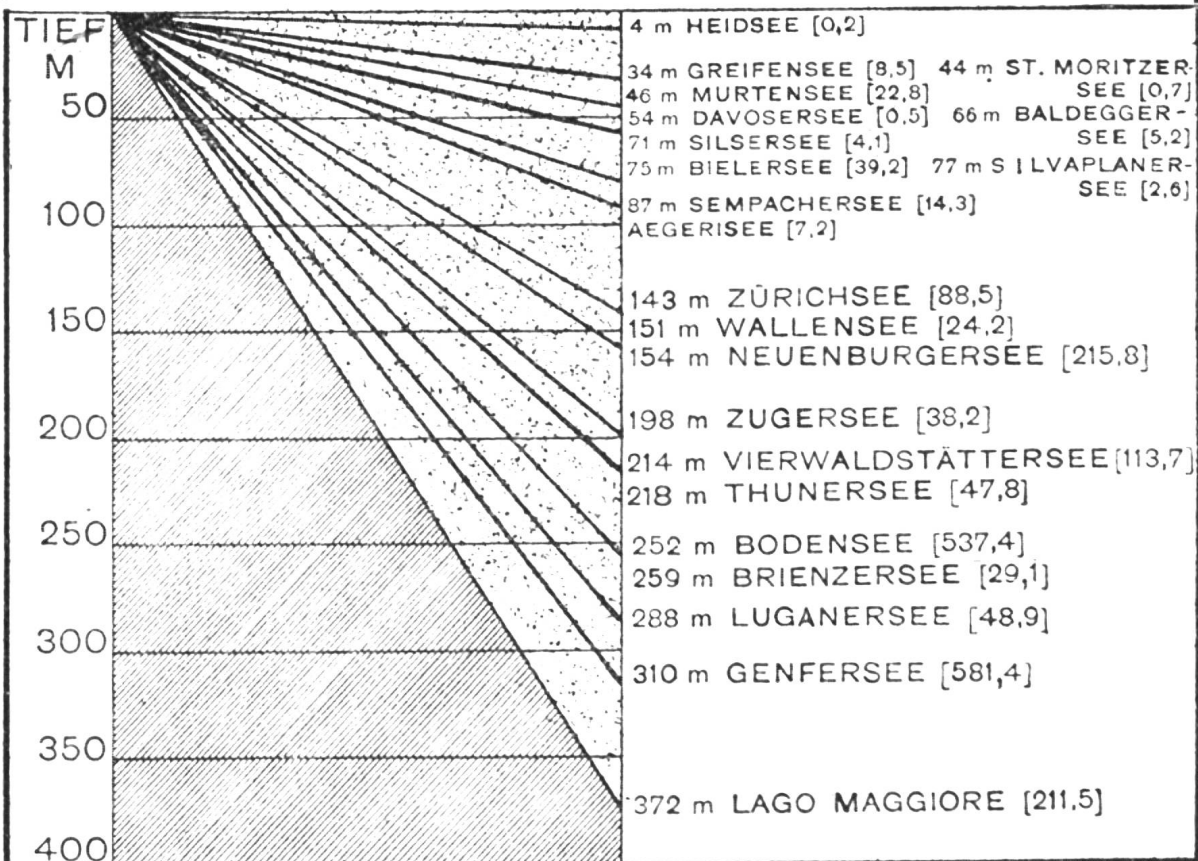 TIEF
M
50
100
150
200
250
300
350
400
4 m HEIDSEE [0,2]
34 m GREIFENSEE [8,5] 44 m ST. MORITZER-
46 m MURTENSEE [22,8] SEE [0,7]
54 m DAVOSERSEE [0,5] 66 m BALDEGGER-
71 m SILSERSEE [4,1] SEE [5,2]
75 m BIELERSEE [39,2] 77 m SILVAPLANER-
SEE [2,6]
87 m SEMPACHERSEE [14,3]
AEGERISEE [7,2]
143 m ZÜRICHSEE [88,5]
151 m WALLENSEE [24,2]
154 m NEUENBURGERSEE [215,8]
198 m ZUGERSEE [38,2]
214 m VIERWALDSTÄTTERSEE [113,7]
218 m THUNERSEE [47,8]
252 m BODENSEE [537,4]
259 m BRIENZERSEE [29,1]
288 m LUGANERSEE [48,9]
310 m GENFERSEE [581,4]
372 m LAGO MAGGIORE [211,5]